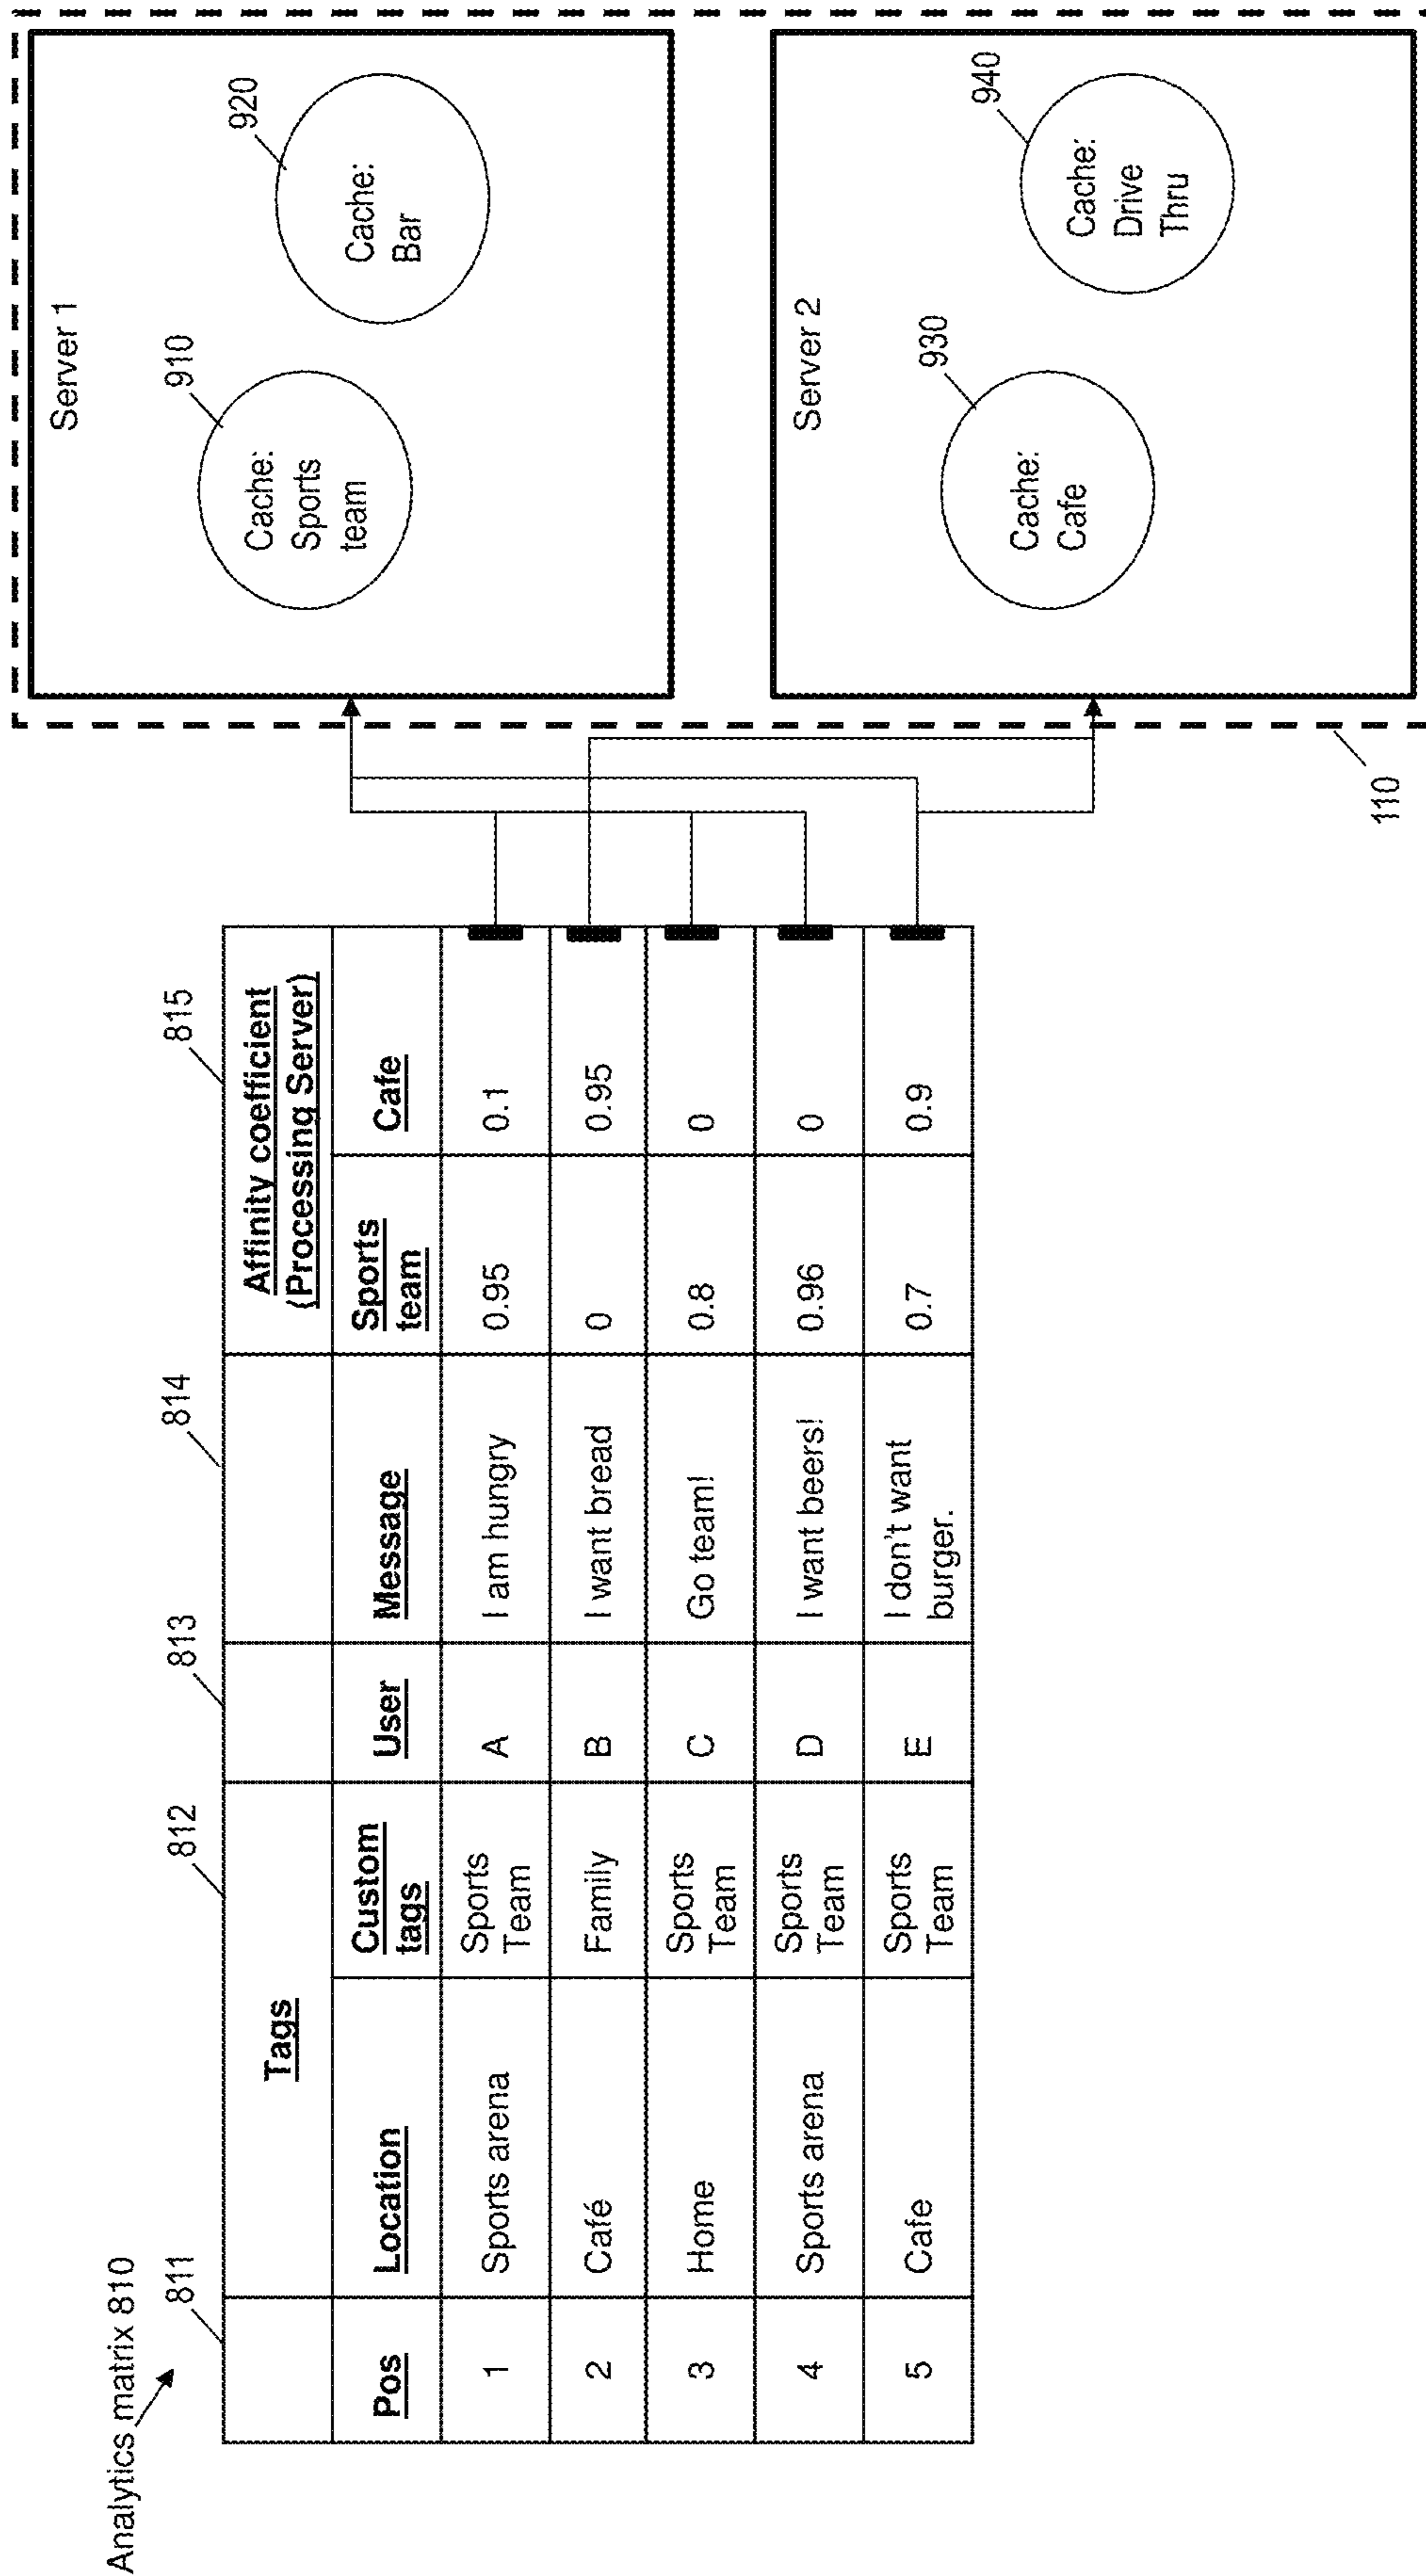 Analytics matrix 810
811
812
813
814
815
Tags
Affinity coefficient
(Processing Server)
Pos
Location
Custom
tags
User
Message
Sports
team
Cafe
1
Sports arena
Sports
Team
A
I am hungry
0.95
0.1
2
Café
Family
B
I want bread
0
0.95
3
Home
Sports
Team
C
Go team!
0.8
0
4
Sports arena
Sports
Team
D
I want beers!
0.96
0
5
Cafe
Sports
Team
E
I don't want
burger.
0.7
0.9
Server 1
910
Cache:
Sports
team
920
Cache:
Bar
Server 2
930
Cache:
Cafe
940
Cache:
Drive
Thru
110